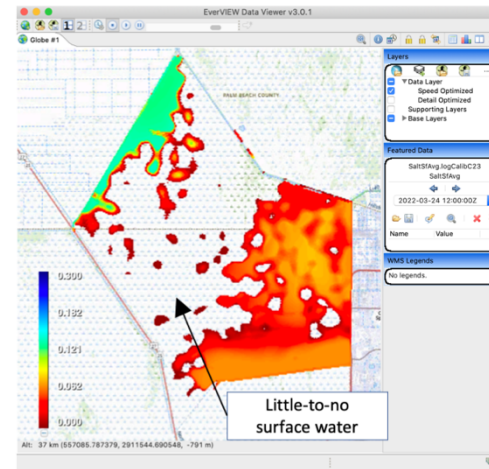 EverVIEW Data Viewer v3.0.1
1 2
Globe #1
PALM BEACH COUNTY
Layers
Data Layer
Speed Optimized
Detail Optimized
Supporting Layers
Base Layers
Featured Data
SaltSfAvg.logCalibC23
SaltSfAvg
2022-03-24 12:00:00Z
Name Value
WMS Legends
No legends.
0.300
0.182
0.121
0.062
0.000
Little-to-no
surface water
Alt: 37 km (557085.787379, 2911544.690548, -791 m)